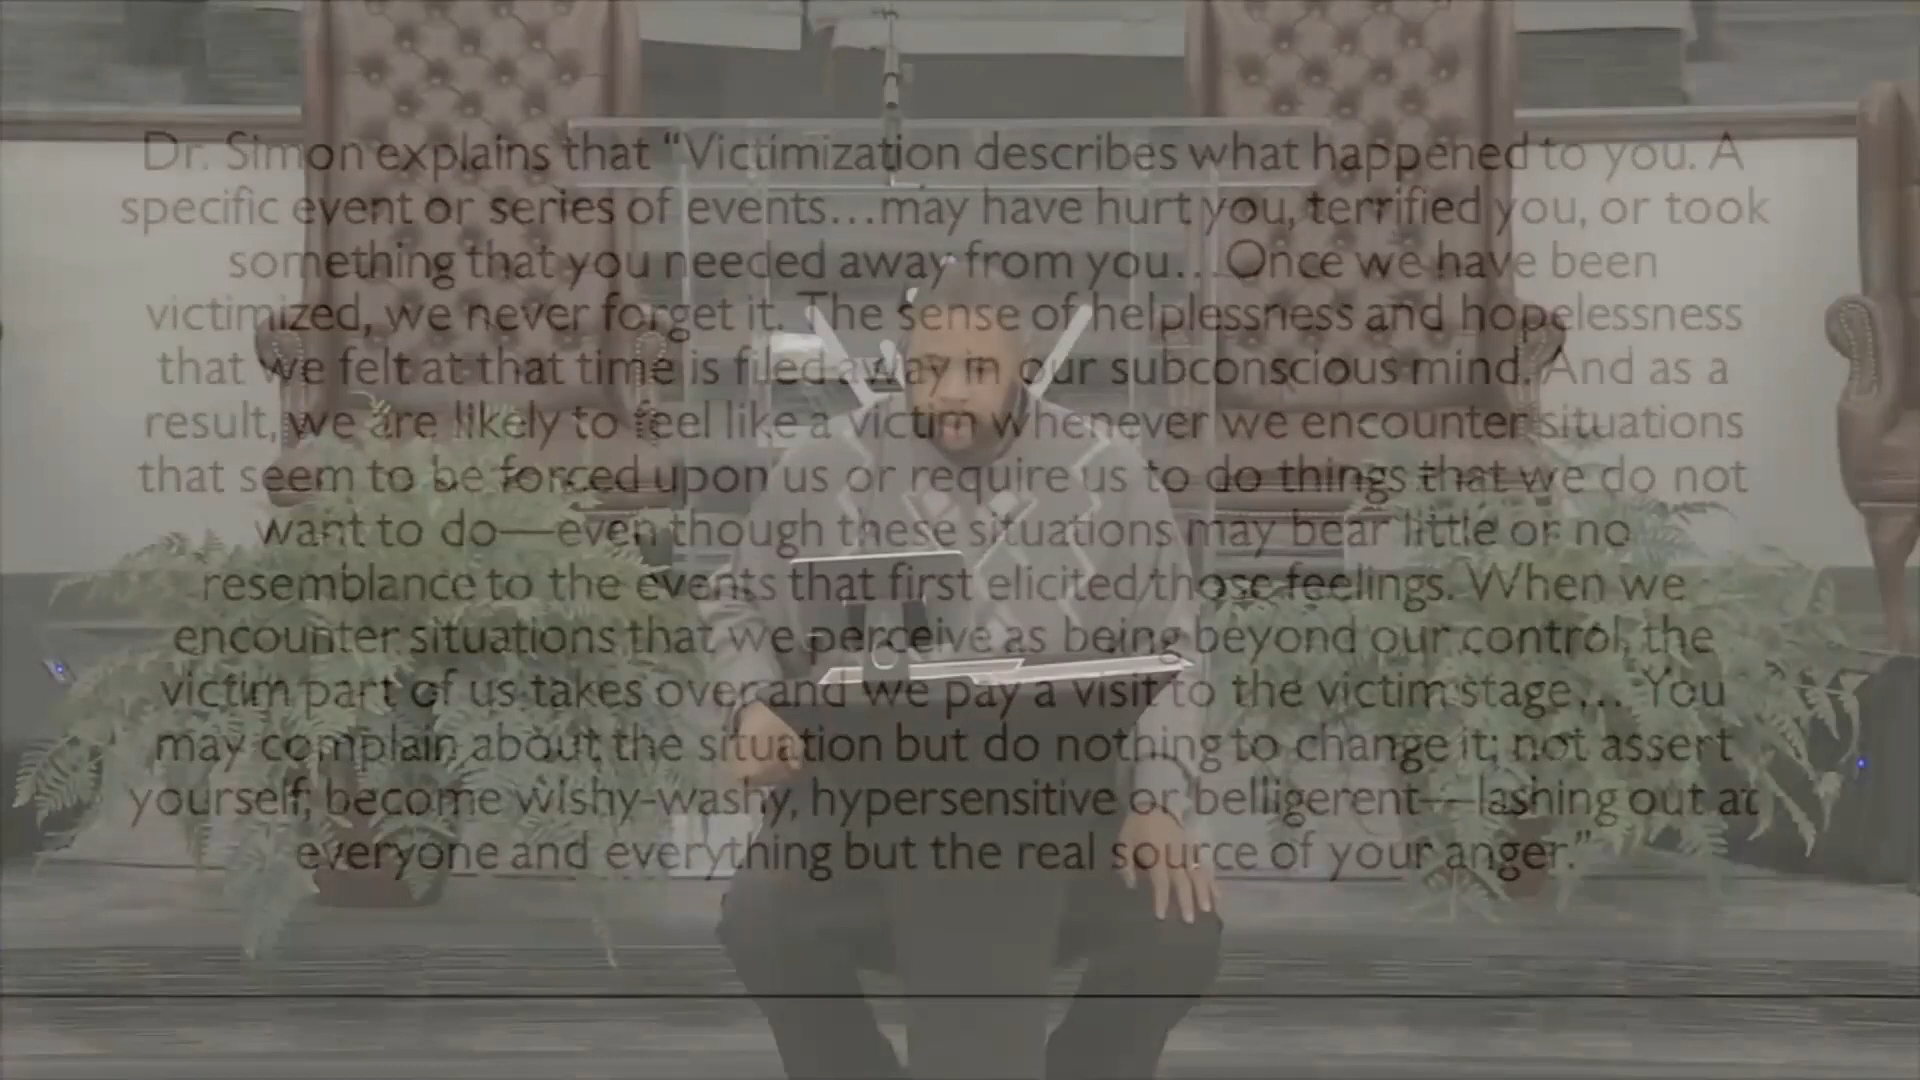 Dr. Simon explains that “Victimization describes what happened to you. A
specific event or series of events…may have hurt you, terrified you, or took
something that you needed away from you… Once we have been
victimized, we never forget it. The sense of helplessness and hopelessness
that we felt at that time is filed away in our subconscious mind. And as a
result, we are likely to feel like a victim whenever we encounter situations
that seem to be forced upon us or require us to do things that we do not
want to do—even though these situations may bear little or no
resemblance to the events that first elicited those feelings. When we
encounter situations that we perceive as being beyond our control, the
victim part of us takes over and we pay a visit to the victim stage… You
may complain about the situation but do nothing to change it; not assert
yourself; become wishy-washy, hypersensitive or belligerent—lashing out at
everyone and everything but the real source of your anger.”